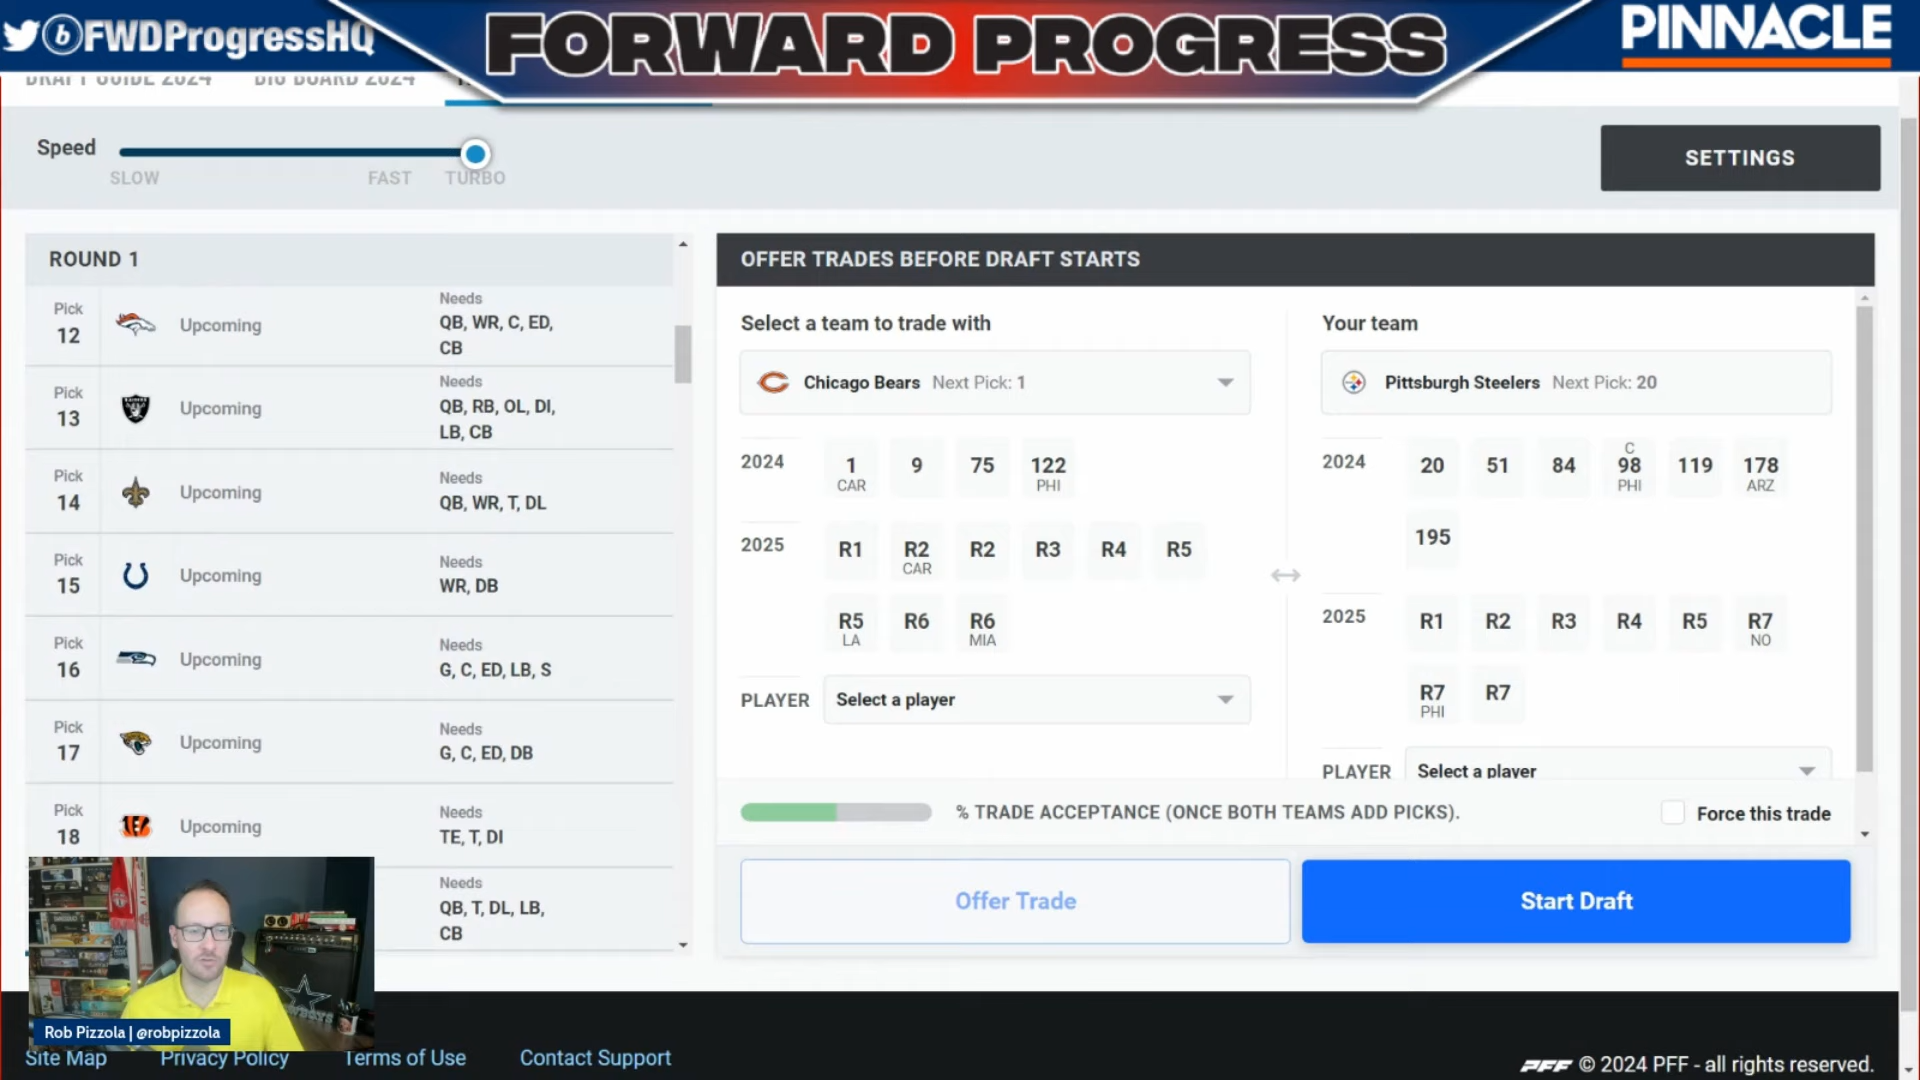 @FWDProgressHQ
FORWARD PROGRESS
PINNACLE
DRAFT GUIDE 2024
BIG BOARD 2024
Speed
SLOW
FAST
TURBO
SETTINGS
ROUND 1
Pick
12
Upcoming
Needs
QB, WR, C, ED,
CB
Pick
13
Upcoming
Needs
QB, RB, OL, DI,
LB, CB
Pick
14
Upcoming
Needs
QB, WR, T, DL
Pick
15
Upcoming
Needs
WR, DB
Pick
16
Upcoming
Needs
G, C, ED, LB, S
Pick
17
Upcoming
Needs
G, C, ED, DB
Pick
18
Upcoming
Needs
TE, T, DI
Needs
QB, T, DL, LB,
CB
OFFER TRADES BEFORE DRAFT STARTS
Select a team to trade with
Chicago Bears Next Pick: 1
2024
1 9 75 122
CAR PHI
2025
R1 R2 R2 R3 R4 R5
CAR
R5 R6 R6
LA MIA
PLAYER
Select a player
Your team
Pittsburgh Steelers Next Pick: 20
2024
C
20 51 84 98 119 178
PHI ARZ
195
2025
R1 R2 R3 R4 R5 R7
NO
R7 R7
PHI
PLAYER
Select a player
% TRADE ACCEPTANCE (ONCE BOTH TEAMS ADD PICKS).
Force this trade
Offer Trade
Start Draft
Rob Pizzola | @robpizzola
Site Map
Privacy Policy
Terms of Use
Contact Support
PFF © 2024 PFF - all rights reserved.